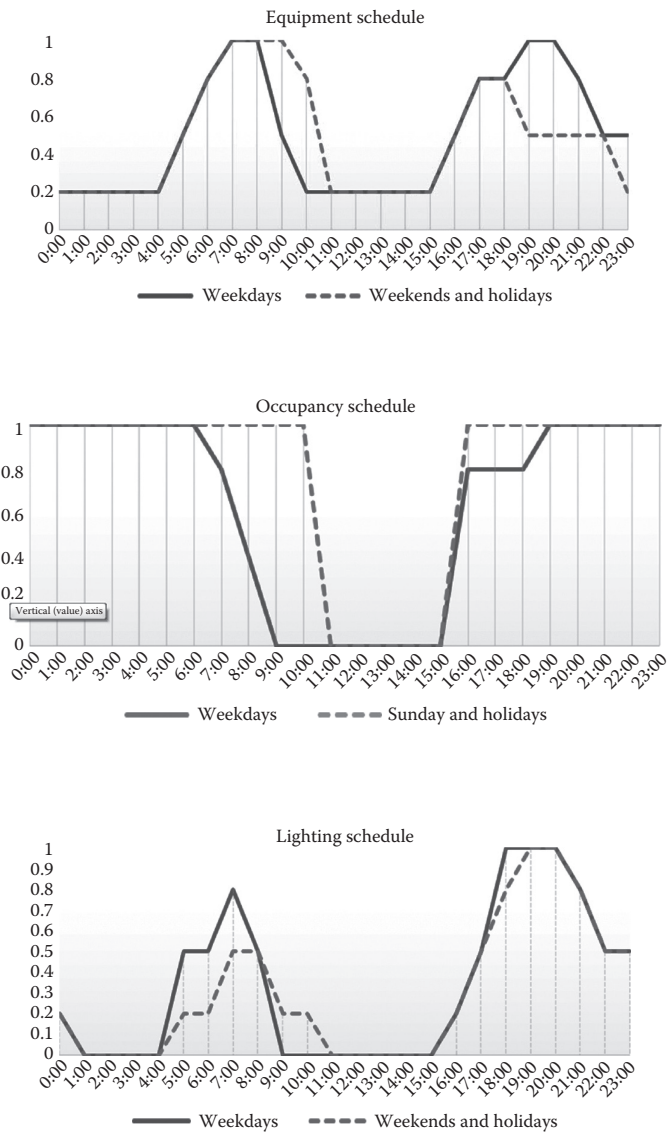 Equipment schedule
1
0.8
0.6
0.4
0.2
0
0:00 1:00 2:00 3:00 4:00 5:00 6:00 7:00 8:00 9:00 10:00 11:00 12:00 13:00 14:00 15:00 16:00 17:00 18:00 19:00 20:00 21:00 22:00 23:00
Weekdays Weekends and holidays
Occupancy schedule
1
0.8
0.6
0.4
0.2
Vertical (value) axis
0
0:00 1:00 2:00 3:00 4:00 5:00 6:00 7:00 8:00 9:00 10:00 11:00 12:00 13:00 14:00 15:00 16:00 17:00 18:00 19:00 20:00 21:00 22:00 23:00
Weekdays Sunday and holidays
Lighting schedule
1
0.9
0.8
0.7
0.6
0.5
0.4
0.3
0.2
0.1
0
0:00 1:00 2:00 3:00 4:00 5:00 6:00 7:00 8:00 9:00 10:00 11:00 12:00 13:00 14:00 15:00 16:00 17:00 18:00 19:00 20:00 21:00 22:00 23:00
Weekdays Weekends and holidays